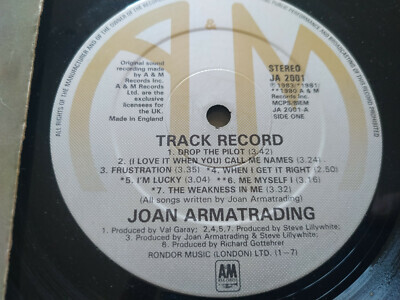 ALL RIGHTS OF THE MANUFACTURER AND OF THE OWNER OF THE RECORDED WORK RESERVED
PUBLIC PERFORMANCE AND BROADCASTING OF THIS RECORD PROHIBITED
A&M
Original sound
recording made by
A & M
Records Inc.
A & M Records
Ltd. are the
exclusive
licensees for
the UK.
Made in England
STEREO
JA 2001
Records Inc.
MCPS/BIEM
JA2001-A
SIDE ONE
TRACK RECORD
1. DROP THE PILOT (3.42)
2. (I LOVE IT WHEN YOU) CALL ME NAMES (3.24)
3. FRUSTRATION (3.35) *4. WHEN I GET IT RIGHT (2.50)
*5. I'M LUCKY (3.04) **6. ME MYSELF I (3.16)
*7. THE WEAKNESS IN ME (3.32)
(All songs written by Joan Armatrading)
JOAN ARMATRADING
1. Produced by Val Garay; 2,4,5,7. Produced by Steve Lillywhite;
3. Produced by Joan Armatrading & Steve Lillywhite;
6. Produced by Richard Gottehrer
RONDOR MUSIC (LONDON) LTD. (1-7)
A&M
RECORDS